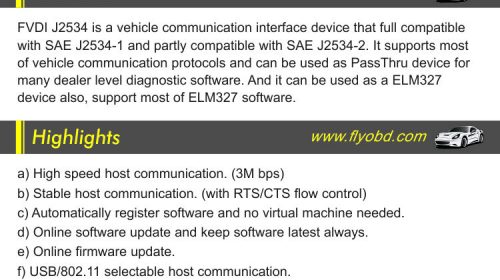 FVDI J2534 is a vehicle communication interface device that full compatible
with SAE J2534-1 and partly compatible with SAE J2534-2. It supports most
of vehicle communication protocols and can be used as PassThru device for
many dealer level diagnostic software. And it can be used as a ELM327
device also, support most of ELM327 software.
Highlights www.flyobd.com
a) High speed host communication. (3M bps)
b) Stable host communication. (with RTS/CTS flow control)
c) Automatically register software and no virtual machine needed.
d) Online software update and keep software latest always.
e) Online firmware update.
f) USB/802.11 selectable host communication.